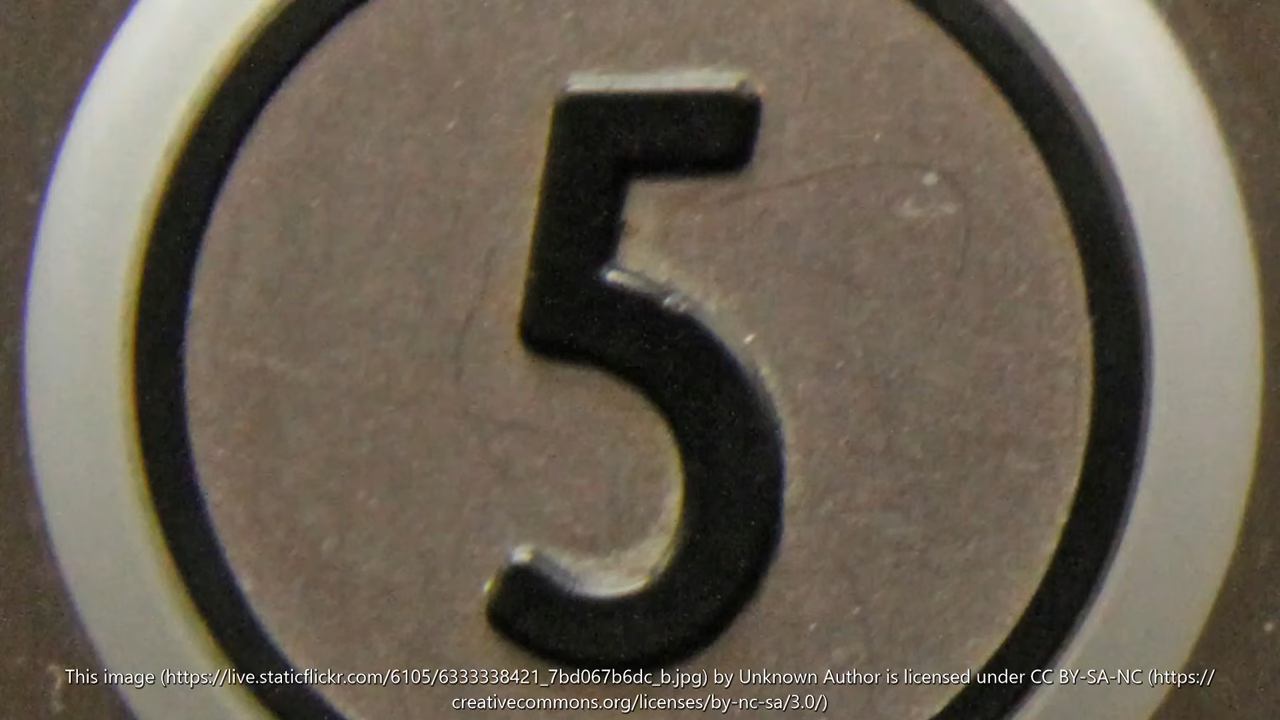 5
This image (https://live.staticflickr.com/6105/6333338421_7bd067b6dc_b.jpg) by Unknown Author is licensed under CC BY-SA-NC (https://
creativecommons.org/licenses/by-nc-sa/3.0/)